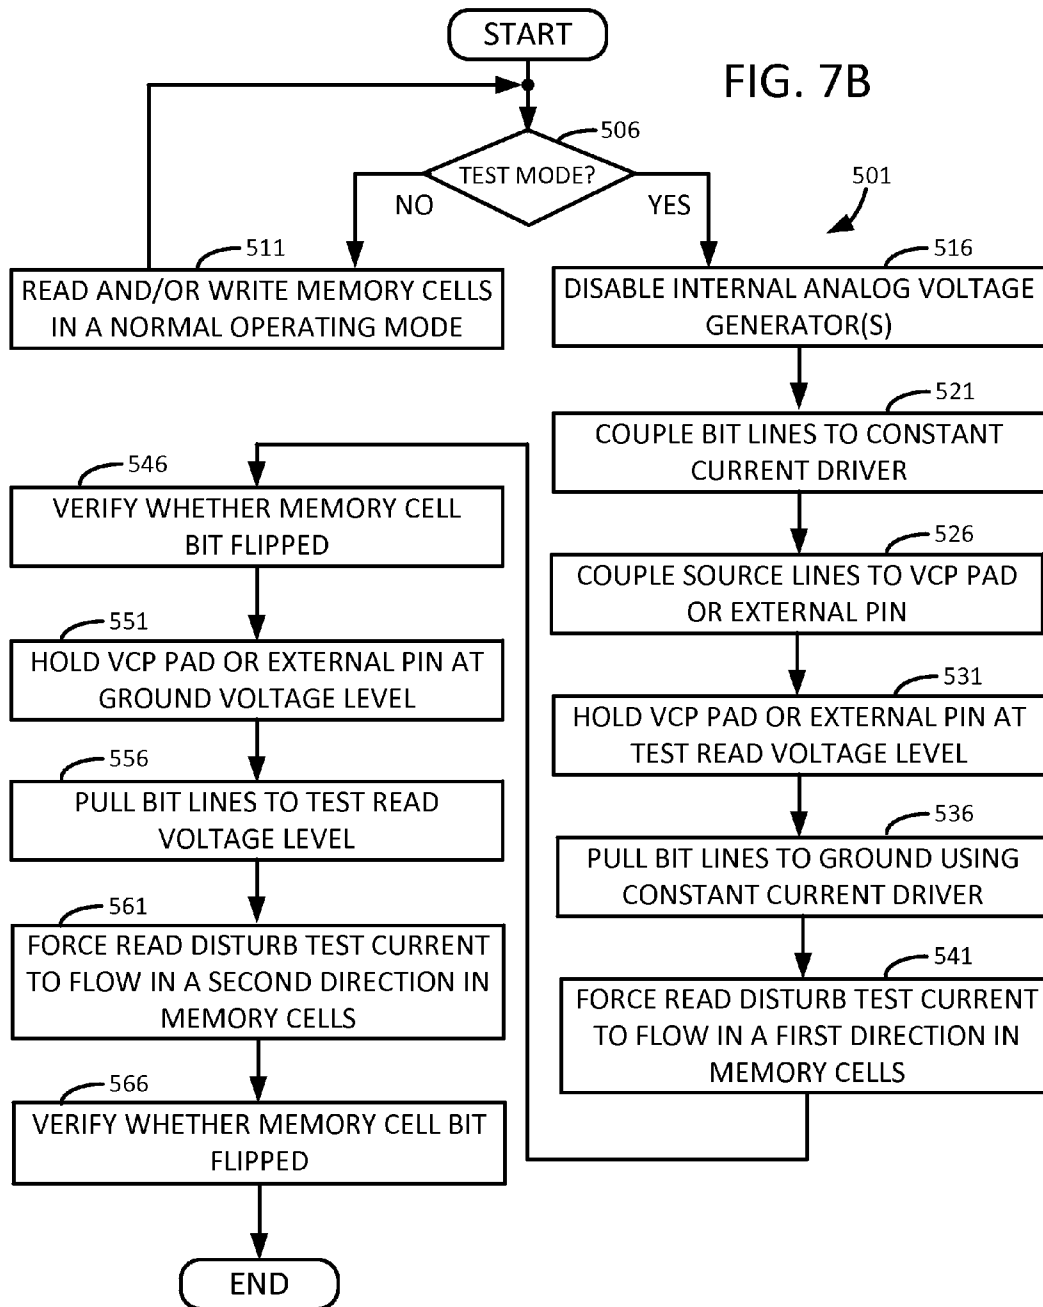 START
FIG. 7B
506
TEST MODE?
NO
YES
501
511
READ AND/OR WRITE MEMORY CELLS
IN A NORMAL OPERATING MODE
516
DISABLE INTERNAL ANALOG VOLTAGE
GENERATOR(S)
521
COUPLE BIT LINES TO CONSTANT
CURRENT DRIVER
526
COUPLE SOURCE LINES TO VCP PAD
OR EXTERNAL PIN
531
HOLD VCP PAD OR EXTERNAL PIN AT
TEST READ VOLTAGE LEVEL
536
PULL BIT LINES TO GROUND USING
CONSTANT CURRENT DRIVER
541
FORCE READ DISTURB TEST CURRENT
TO FLOW IN A FIRST DIRECTION IN
MEMORY CELLS
546
VERIFY WHETHER MEMORY CELL
BIT FLIPPED
551
HOLD VCP PAD OR EXTERNAL PIN AT
GROUND VOLTAGE LEVEL
556
PULL BIT LINES TO TEST READ
VOLTAGE LEVEL
561
FORCE READ DISTURB TEST CURRENT
TO FLOW IN A SECOND DIRECTION IN
MEMORY CELLS
566
VERIFY WHETHER MEMORY CELL BIT
FLIPPED
END